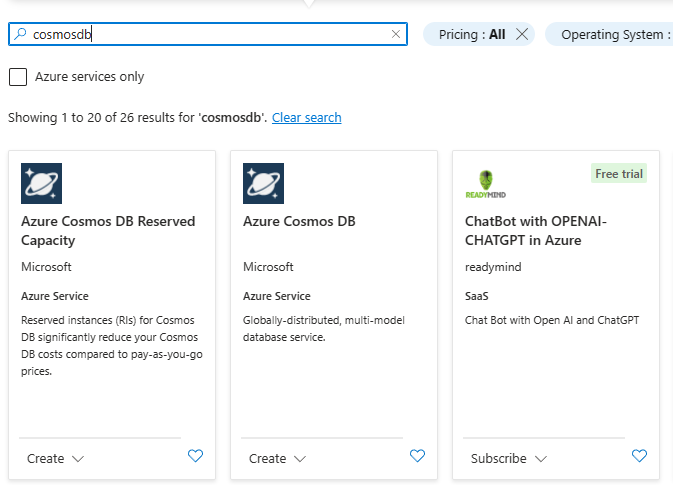 cosmosdb
Pricing : All
Operating System :
Azure services only
Showing 1 to 20 of 26 results for 'cosmosdb'. Clear search
Azure Cosmos DB Reserved
Capacity
Microsoft
Azure Service
Reserved instances (RIs) for Cosmos
DB significantly reduce your Cosmos
DB costs compared to pay-as-you-go
prices.
Create
Azure Cosmos DB
Microsoft
Azure Service
Globally-distributed, multi-model
database service.
Create
READYMIND
Free trial
ChatBot with OPENAI-
CHATGPT in Azure
readymind
SaaS
Chat Bot with Open AI and ChatGPT
Subscribe